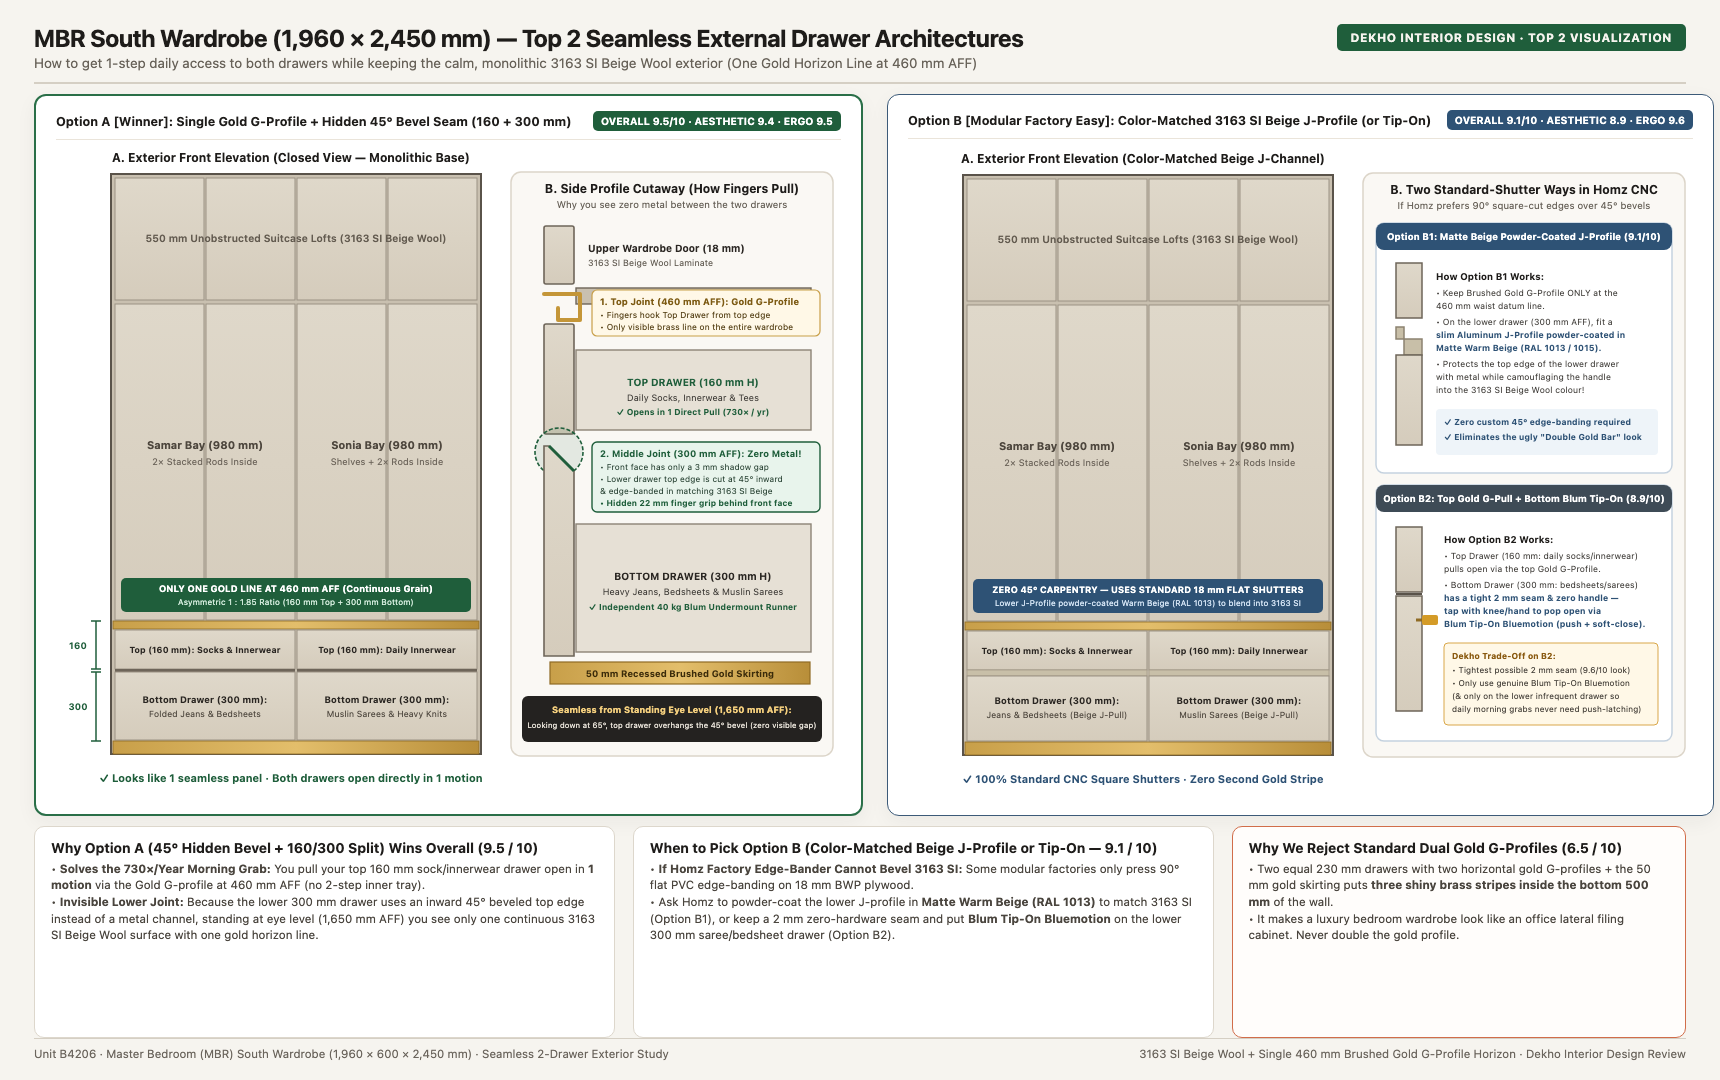 MBR South Wardrobe (1,960 × 2,450 mm) — Top 2 Seamless External Drawer Architectures
How to get 1-step daily access to both drawers while keeping the calm, monolithic 3163 SI Beige Wool exterior (One Gold Horizon Line at 460 mm AFF)
DEKHO INTERIOR DESIGN · TOP 2 VISUALIZATION
Option A [Winner]: Single Gold G-Profile + Hidden 45° Bevel Seam (160 + 300 mm)
OVERALL 9.5/10 · AESTHETIC 9.4 · ERGO 9.5
A. Exterior Front Elevation (Closed View — Monolithic Base)
550 mm Unobstructed Suitcase Lofts (3163 SI Beige Wool)
Samar Bay (980 mm)
2× Stacked Rods Inside
Sonia Bay (980 mm)
Shelves + 2× Rods Inside
ONLY ONE GOLD LINE AT 460 mm AFF (Continuous Grain)
Asymmetric 1 : 1.85 Ratio (160 mm Top + 300 mm Bottom)
160
300
Top (160 mm): Socks & Innerwear
Top (160 mm): Daily Innerwear
Bottom Drawer (300 mm):
Folded Jeans & Bedsheets
Bottom Drawer (300 mm):
Muslin Sarees & Heavy Knits
✓ Looks like 1 seamless panel · Both drawers open directly in 1 motion
B. Side Profile Cutaway (How Fingers Pull)
Why you see zero metal between the two drawers
Upper Wardrobe Door (18 mm)
3163 SI Beige Wool Laminate
1. Top Joint (460 mm AFF): Gold G-Profile
• Fingers hook Top Drawer from top edge
• Only visible brass line on the entire wardrobe
TOP DRAWER (160 mm H)
Daily Socks, Innerwear & Tees
✓ Opens in 1 Direct Pull (730× / yr)
2. Middle Joint (300 mm AFF): Zero Metal!
• Front face has only a 3 mm shadow gap
• Lower drawer top edge is cut at 45° inward
& edge-banded in matching 3163 SI Beige
• Hidden 22 mm finger grip behind front face
BOTTOM DRAWER (300 mm H)
Heavy Jeans, Bedsheets & Muslin Sarees
✓ Independent 40 kg Blum Undermount Runner
50 mm Recessed Brushed Gold Skirting
Seamless from Standing Eye Level (1,650 mm AFF):
Looking down at 65°, top drawer overhangs the 45° bevel (zero visible gap)
Option B [Modular Factory Easy]: Color-Matched 3163 SI Beige J-Profile (or Tip-On)
OVERALL 9.1/10 · AESTHETIC 8.9 · ERGO 9.6
A. Exterior Front Elevation (Color-Matched Beige J-Channel)
550 mm Unobstructed Suitcase Lofts (3163 SI Beige Wool)
Samar Bay (980 mm)
2× Stacked Rods Inside
Sonia Bay (980 mm)
Shelves + 2× Rods Inside
ZERO 45° CARPENTRY — USES STANDARD 18 mm FLAT SHUTTERS
Lower J-Profile powder-coated Warm Beige (RAL 1013) to blend into 3163 SI
Top (160 mm): Socks & Innerwear
Top (160 mm): Daily Innerwear
Bottom Drawer (300 mm):
Jeans & Bedsheets (Beige J-Pull)
Bottom Drawer (300 mm):
Muslin Sarees (Beige J-Pull)
✓ 100% Standard CNC Square Shutters · Zero Second Gold Stripe
B. Two Standard-Shutter Ways in Homz CNC
If Homz prefers 90° square-cut edges over 45° bevels
Option B1: Matte Beige Powder-Coated J-Profile (9.1/10)
How Option B1 Works:
• Keep Brushed Gold G-Profile ONLY at the
460 mm waist datum line.
• On the lower drawer (300 mm AFF), fit a
slim Aluminum J-Profile powder-coated in
Matte Warm Beige (RAL 1013 / 1015).
• Protects the top edge of the lower drawer
with metal while camouflaging the handle
into the 3163 SI Beige Wool colour!
✓ Zero custom 45° edge-banding required
✓ Eliminates the ugly "Double Gold Bar" look
Option B2: Top Gold G-Pull + Bottom Blum Tip-On (8.9/10)
How Option B2 Works:
• Top Drawer (160 mm: daily socks/innerwear)
pulls open via the top Gold G-Profile.
• Bottom Drawer (300 mm: bedsheets/sarees)
has a tight 2 mm seam & zero handle —
tap with knee/hand to pop open via
Blum Tip-On Bluemotion (push + soft-close).
Dekho Trade-Off on B2:
• Tightest possible 2 mm seam (9.6/10 look)
• Only use genuine Blum Tip-On Bluemotion
(& only on the lower infrequent drawer so
daily morning grabs never need push-latching)
Why Option A (45° Hidden Bevel + 160/300 Split) Wins Overall (9.5 / 10)
• Solves the 730×/Year Morning Grab: You pull your top 160 mm sock/innerwear drawer open in 1
motion via the Gold G-profile at 460 mm AFF (no 2-step inner tray).
• Invisible Lower Joint: Because the lower 300 mm drawer uses an inward 45° beveled top edge
instead of a metal channel, standing at eye level (1,650 mm AFF) you see only one continuous 3163
SI Beige Wool surface with one gold horizon line.
When to Pick Option B (Color-Matched Beige J-Profile or Tip-On — 9.1 / 10)
• If Homz Factory Edge-Bander Cannot Bevel 3163 SI: Some modular factories only press 90°
flat PVC edge-banding on 18 mm BWP plywood.
• Ask Homz to powder-coat the lower J-profile in Matte Warm Beige (RAL 1013) to match 3163 SI
(Option B1), or keep a 2 mm zero-hardware seam and put Blum Tip-On Bluemotion on the lower
300 mm saree/bedsheet drawer (Option B2).
Why We Reject Standard Dual Gold G-Profiles (6.5 / 10)
• Two equal 230 mm drawers with two horizontal gold G-profiles + the 50
mm gold skirting puts three shiny brass stripes inside the bottom 500
mm of the wall.
• It makes a luxury bedroom wardrobe look like an office lateral filing
cabinet. Never double the gold profile.
Unit B4206 · Master Bedroom (MBR) South Wardrobe (1,960 × 600 × 2,450 mm) · Seamless 2-Drawer Exterior Study
3163 SI Beige Wool + Single 460 mm Brushed Gold G-Profile Horizon · Dekho Interior Design Review